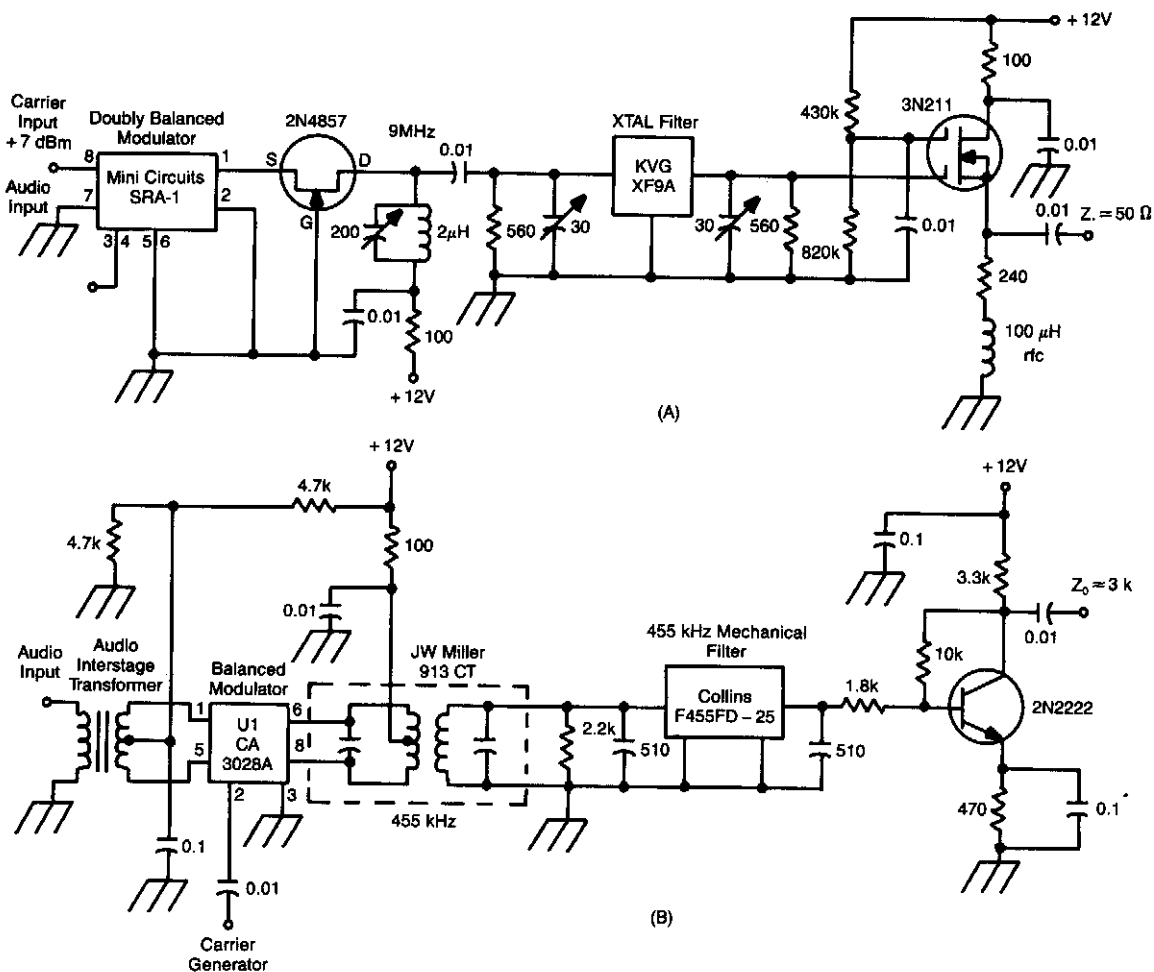 +12V
100
Carrier
Input
+7 dBm
Doubly Balanced
Modulator
2N4857
9MHz
0.01
XTAL Filter
430k
3N211
0.01
8
Mini Circuits
SRA-1
1
S
D
KVG
XF9A
Audio
Input
7
2
G
3
4
5
6
200
2μH
560
30
30
560
820k
0.01
0.01
Z. = 50 Ω
240
0.01
100
+12V
100 μH
rfc
(A)
+12V
4.7k
4.7k
100
0.01
+12V
0.1
3.3k
Z₀ ≈ 3 k
0.01
Audio
Input
Audio
Interstage
Transformer
Balanced
Modulator
JW Miller
913 CT
455 kHz Mechanical
Filter
10k
1
U1
CA
3028A
6
5
8
2
3
2.2k
510
Collins
F455FD – 25
1.8k
510
2N2222
455 kHz
0.1
0.01
470
0.1
Carrier
Generator
(B)